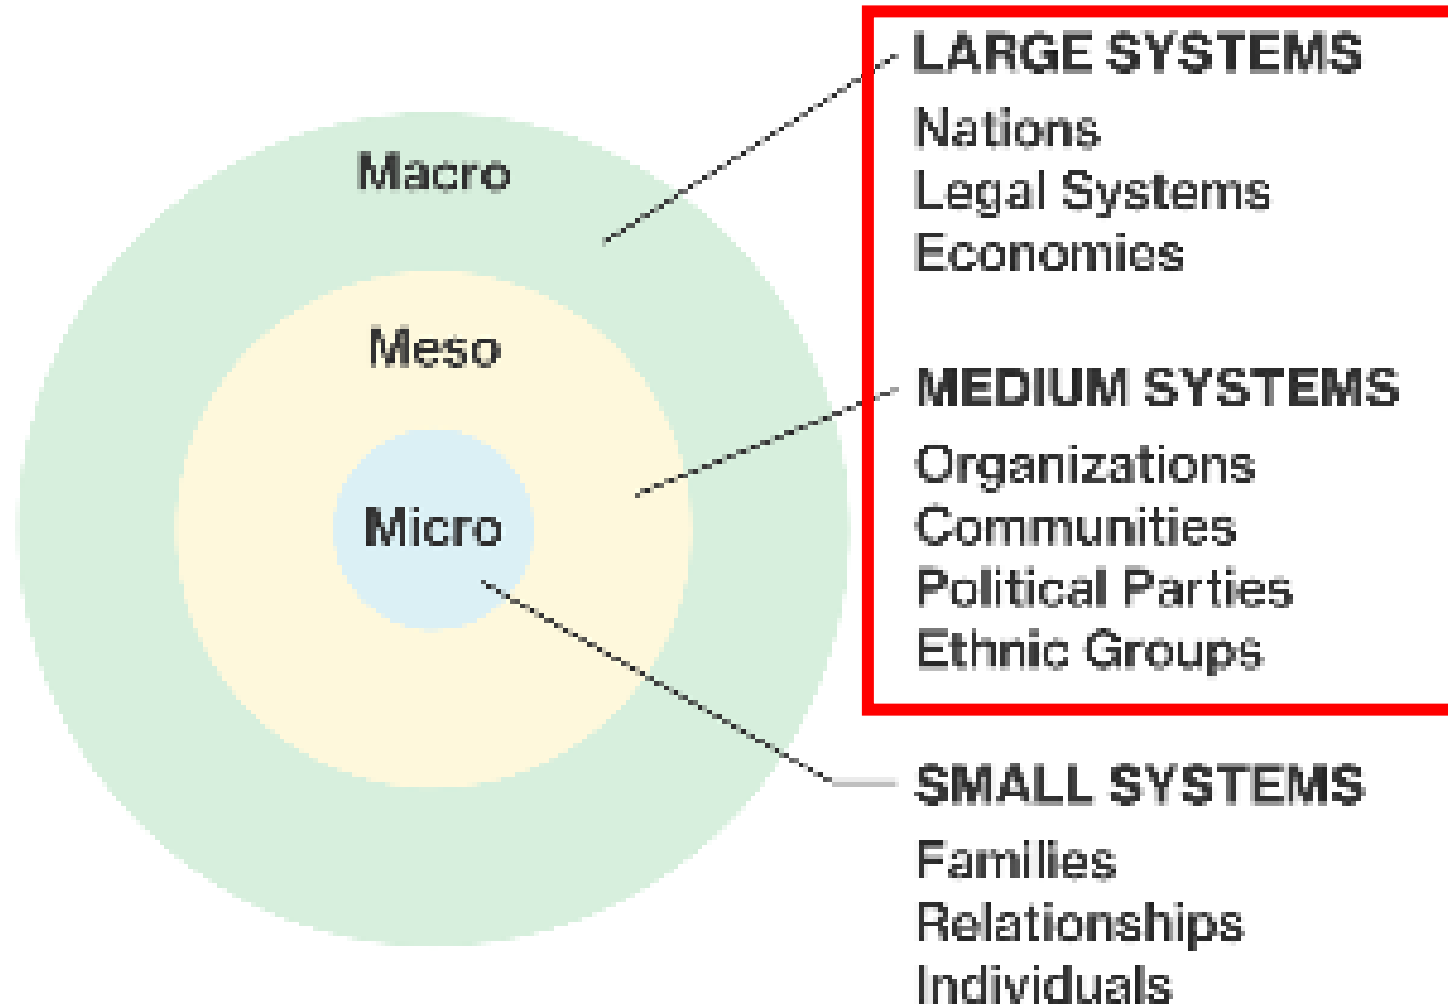 Macro
Meso
Micro
LARGE SYSTEMS
Nations
Legal Systems
Economies
MEDIUM SYSTEMS
Organizations
Communities
Political Parties
Ethnic Groups
SMALL SYSTEMS
Families
Relationships
Individuals